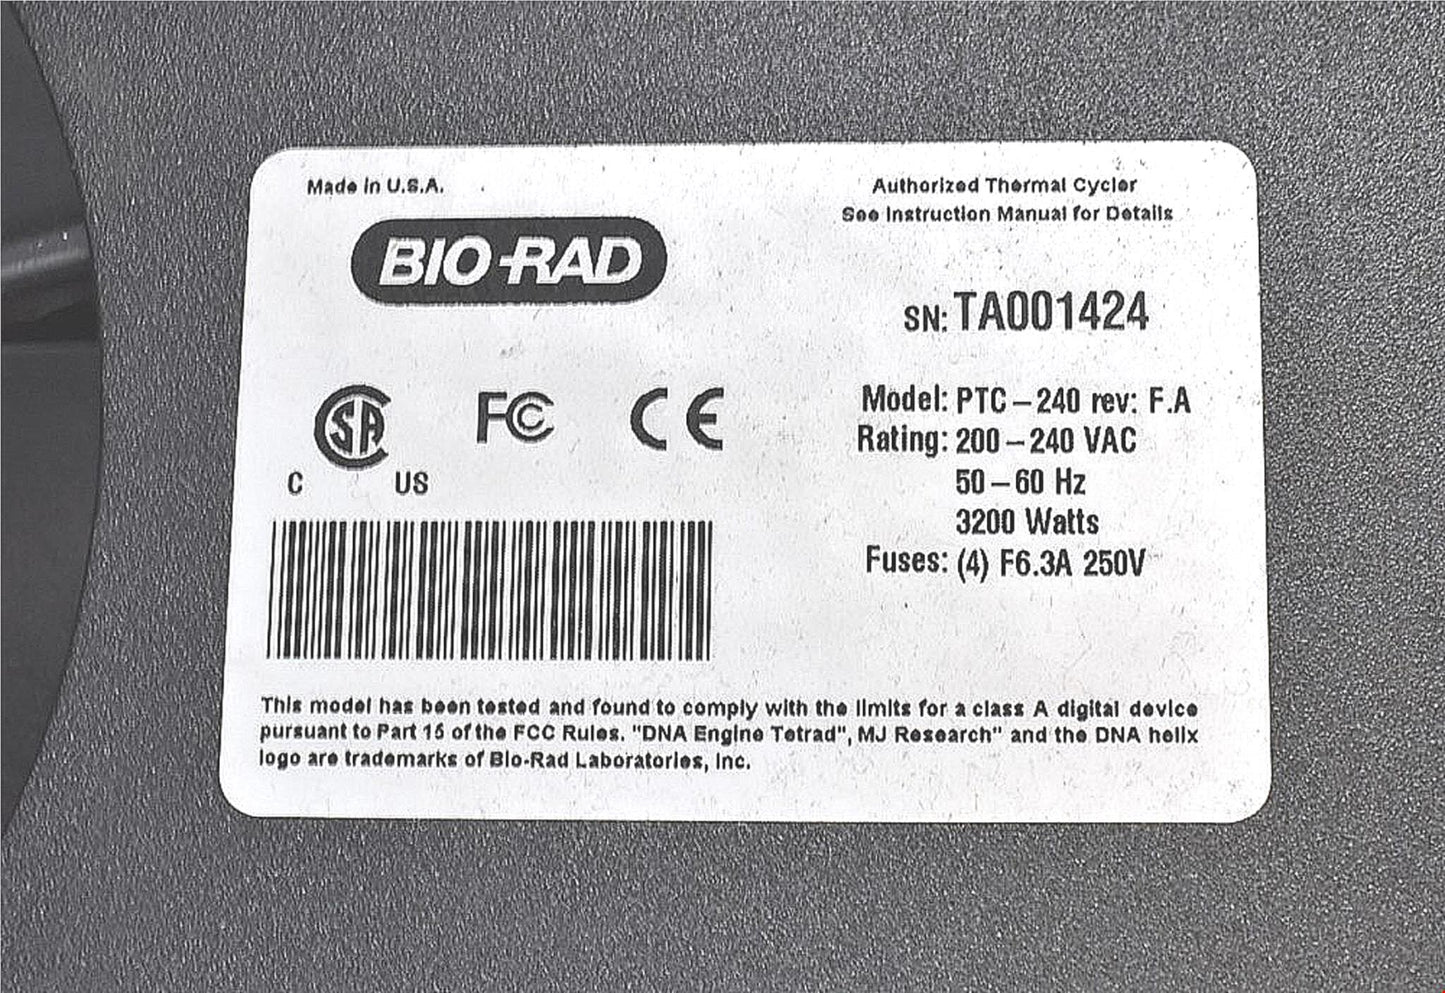 Made in U.S.A.
Authorized Thermal Cycler
See Instruction Manual for Details
BIO-RAD
SN: TA001424
CSA
FCC
CE
C US
Model: PTC-240 rev: F.A
Rating: 200-240 VAC
50-60 Hz
3200 Watts
Fuses: (4) F6.3A 250V
This model has been tested and found to comply with the limits for a class A digital device
pursuant to Part 15 of the FCC Rules. "DNA Engine Tetrad", MJ Research" and the DNA helix
logo are trademarks of Bio-Rad Laboratories, Inc.